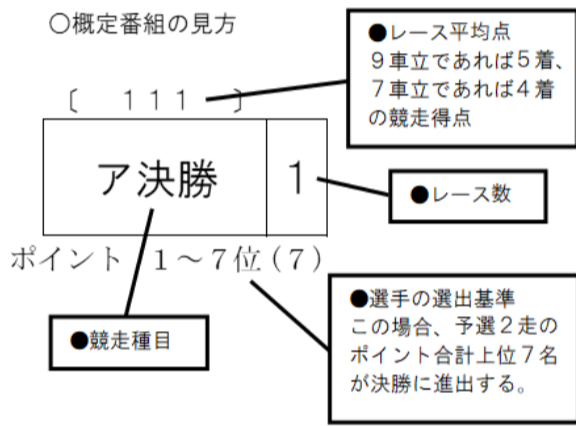 〇概定番組の見方
●レース平均点
９車立であれば５着、
７車立であれば４着
の競走得点
〔 １１１ 〕
ア決勝 1
●レース数
ポイント １～７位（７）
●選手の選出基準
この場合、予選２走の
ポイント合計上位７名
が決勝に進出する。
●競走種目